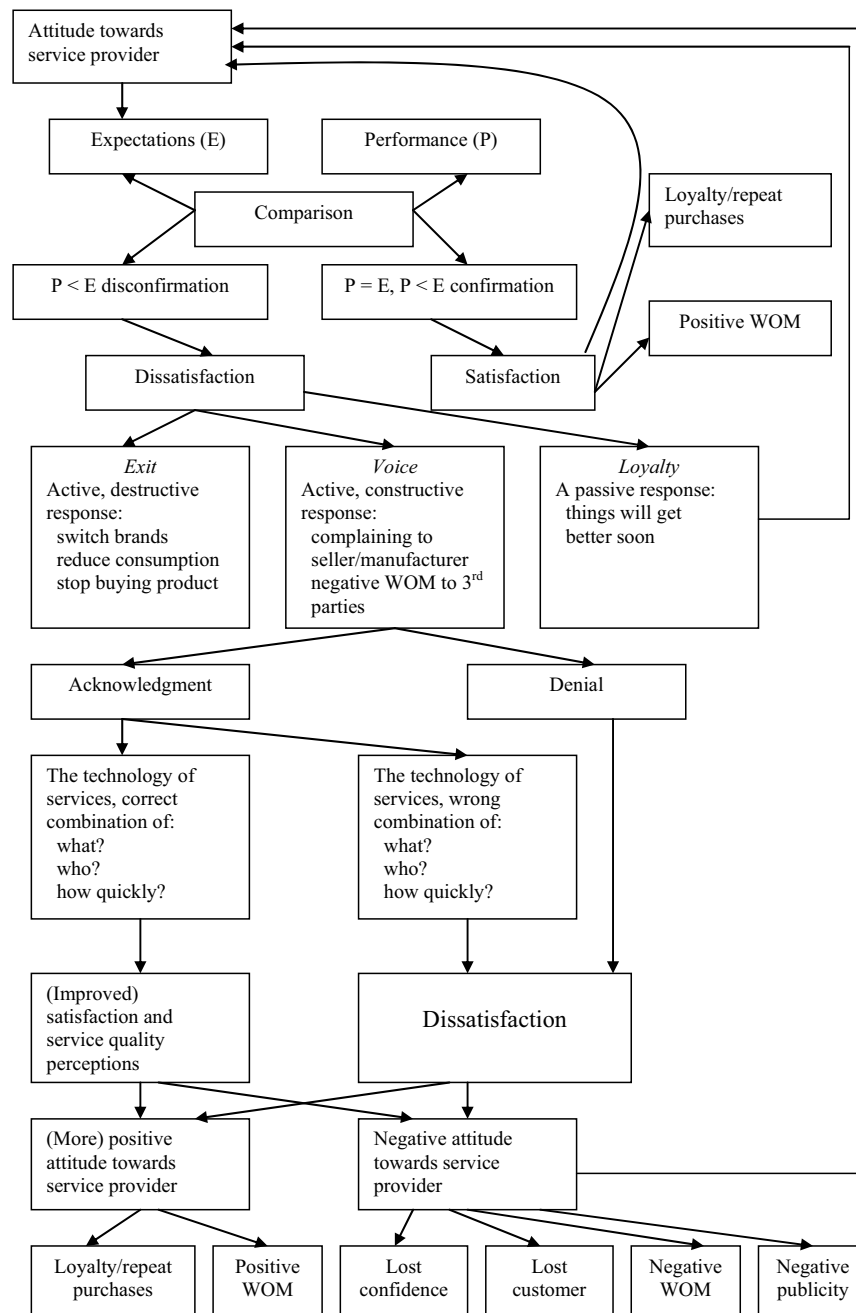 Attitude towards
service provider
Expectations (E)
Performance (P)
Comparison
Loyalty/repeat
purchases
P < E disconfirmation
P = E, P < E confirmation
Positive WOM
Dissatisfaction
Satisfaction
Exit
Active, destructive
response:
switch brands
reduce consumption
stop buying product
Voice
Active, constructive
response:
complaining to
seller/manufacturer
negative WOM to 3rd
parties
Loyalty
A passive response:
things will get
better soon
Acknowledgment
Denial
The technology of
services, correct
combination of:
what?
who?
how quickly?
The technology of
services, wrong
combination of:
what?
who?
how quickly?
(Improved)
satisfaction and
service quality
perceptions
Dissatisfaction
(More) positive
attitude towards
service provider
Negative attitude
towards service
provider
Loyalty/repeat
purchases
Positive
WOM
Lost
confidence
Lost
customer
Negative
WOM
Negative
publicity